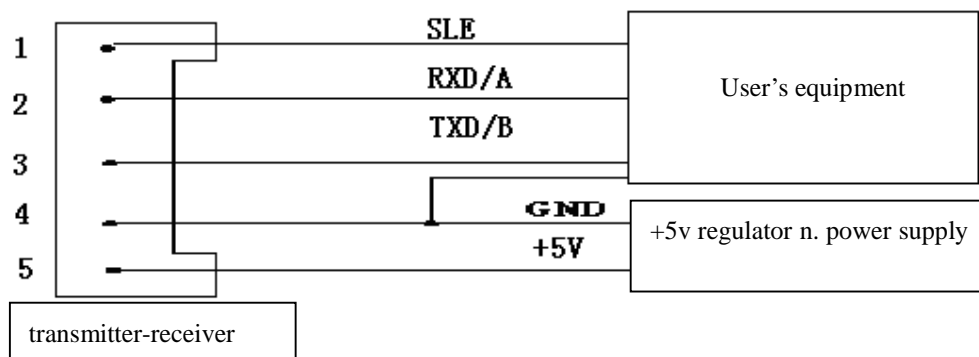 1
SLE
2
RXD/A
User’s equipment
TXD/B
3
4
GND
+5v regulator n. power supply
+5V
5
transmitter-receiver